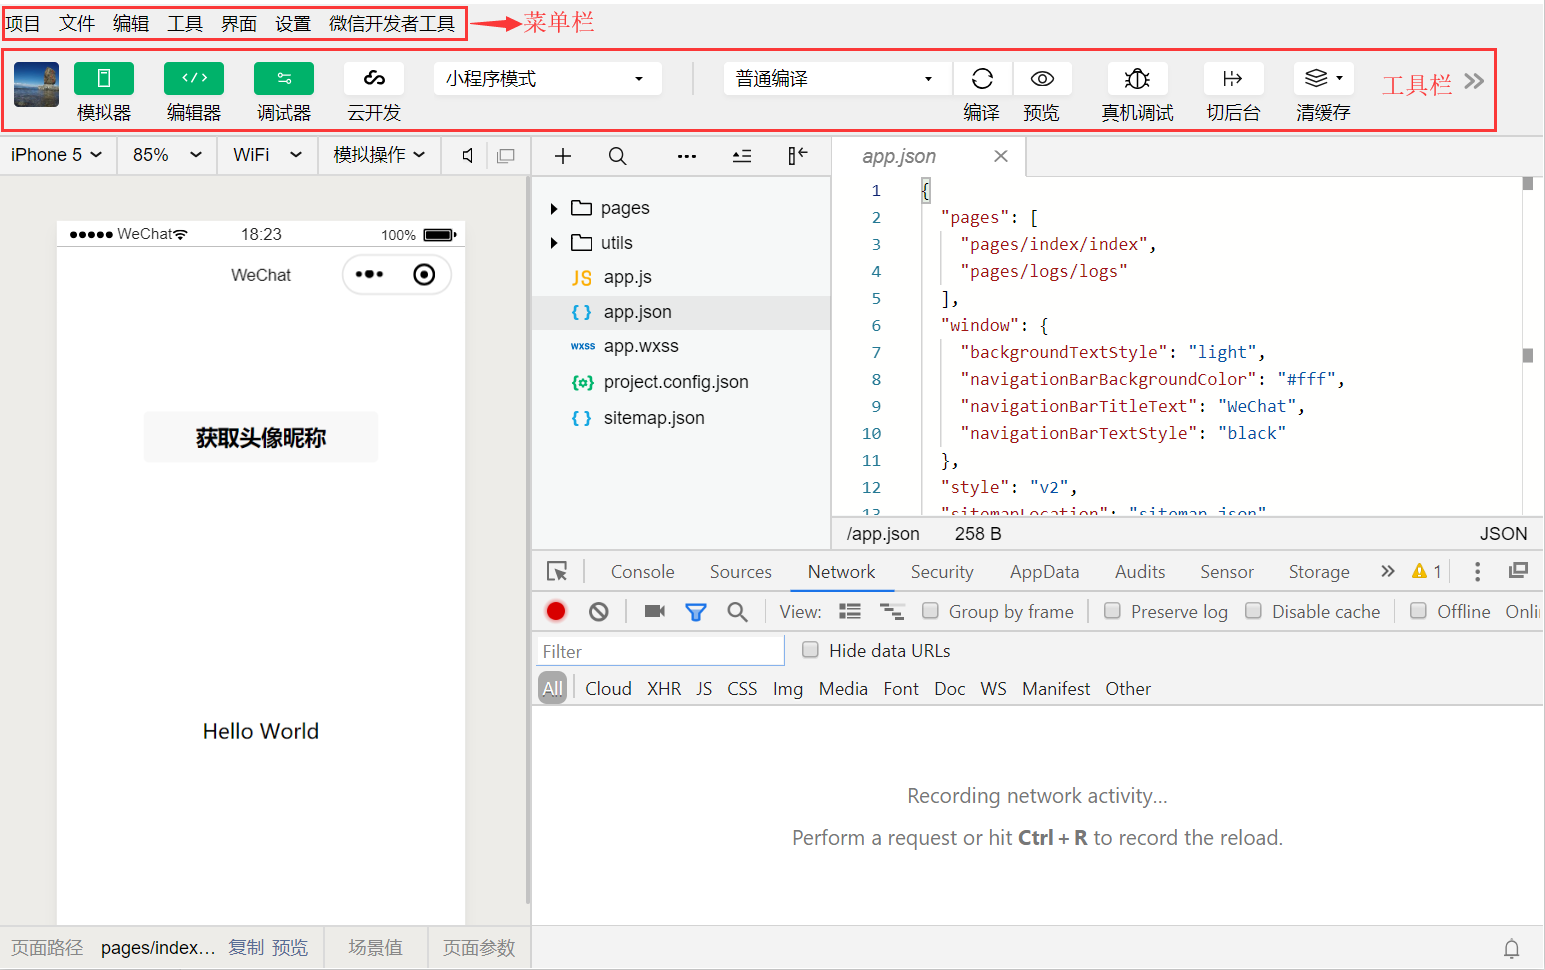 项目 文件 编辑 工具 界面 设置 微信开发者工具 菜单栏
小程序模式 普通编译
模拟器 编辑器 调试器 云开发 编译 预览 真机调试 切后台 清缓存 工具栏
iPhone 5 85% WiFi 模拟操作
●●●●● WeChat 18:23 100%
WeChat
获取头像昵称
Hello World
页面路径 pages/index... 复制 预览 场景值 页面参数
pages
utils
JS app.js
{ } app.json
wxss app.wxss
project.config.json
{ } sitemap.json
app.json
1 {
2 "pages": [
3 "pages/index/index",
4 "pages/logs/logs"
5 ],
6 "window": {
7 "backgroundTextStyle": "light",
8 "navigationBarBackgroundColor": "#fff",
9 "navigationBarTitleText": "WeChat",
10 "navigationBarTextStyle": "black"
11 },
12 "style": "v2",
13 "sitemapLocation": "sitemap.json"
/app.json 258 B JSON
Console Sources Network Security AppData Audits Sensor Storage 1
View: Group by frame Preserve log Disable cache Offline Onli
Filter Hide data URLs
All Cloud XHR JS CSS Img Media Font Doc WS Manifest Other
Recording network activity...
Perform a request or hit Ctrl + R to record the reload.